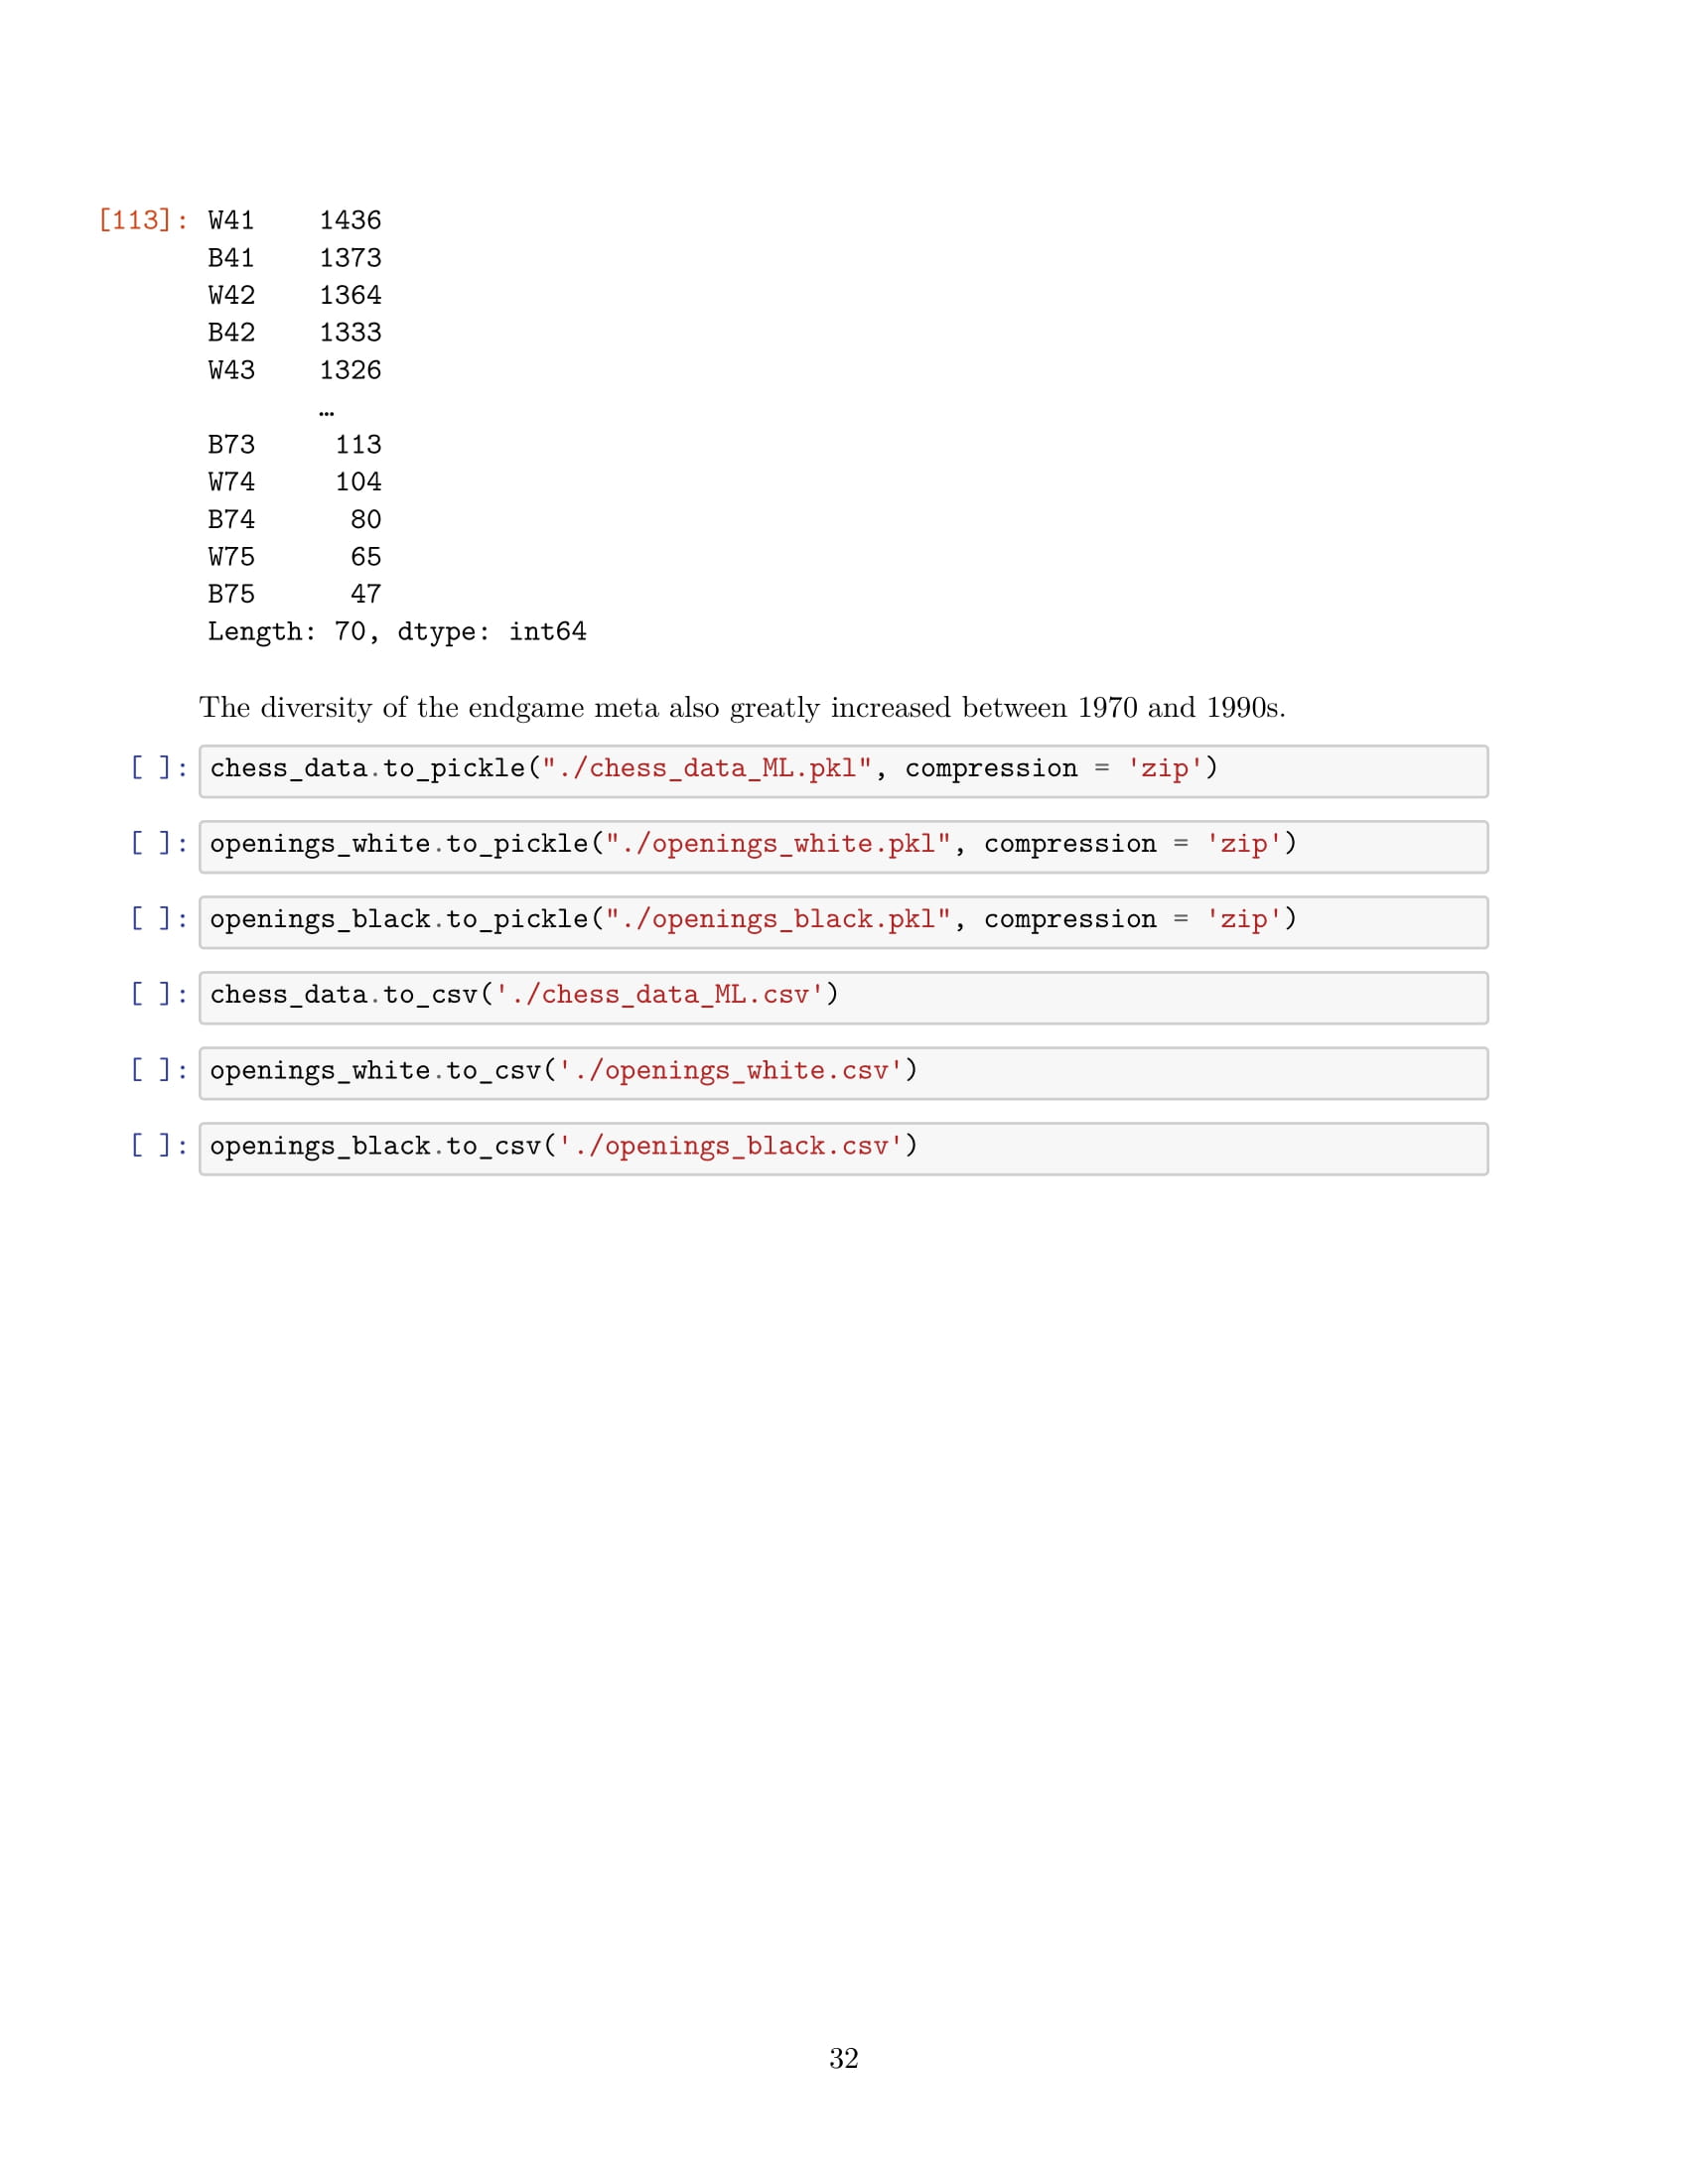 [113]: W41    1436
B41    1373
W42    1364
B42    1333
W43    1326
…
B73     113
W74     104
B74      80
W75      65
B75      47
Length: 70, dtype: int64
The diversity of the endgame meta also greatly increased between 1970 and 1990s.
[ ]: chess_data.to_pickle("./chess_data_ML.pkl", compression = 'zip')
[ ]: openings_white.to_pickle("./openings_white.pkl", compression = 'zip')
[ ]: openings_black.to_pickle("./openings_black.pkl", compression = 'zip')
[ ]: chess_data.to_csv('./chess_data_ML.csv')
[ ]: openings_white.to_csv('./openings_white.csv')
[ ]: openings_black.to_csv('./openings_black.csv')
32